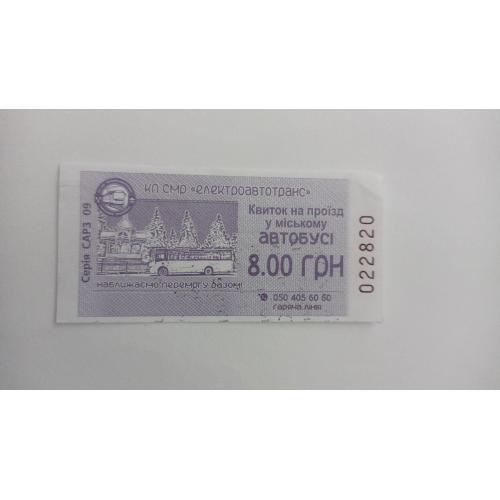 КП СМР «електроавтотранс»
Квиток на проїзд
у міському
АВТОБУСІ
8.00 ГРН
наближаємо перемогу разом!
050 405 60 60
гаряча лінія
Серія САРЗ 09
022820